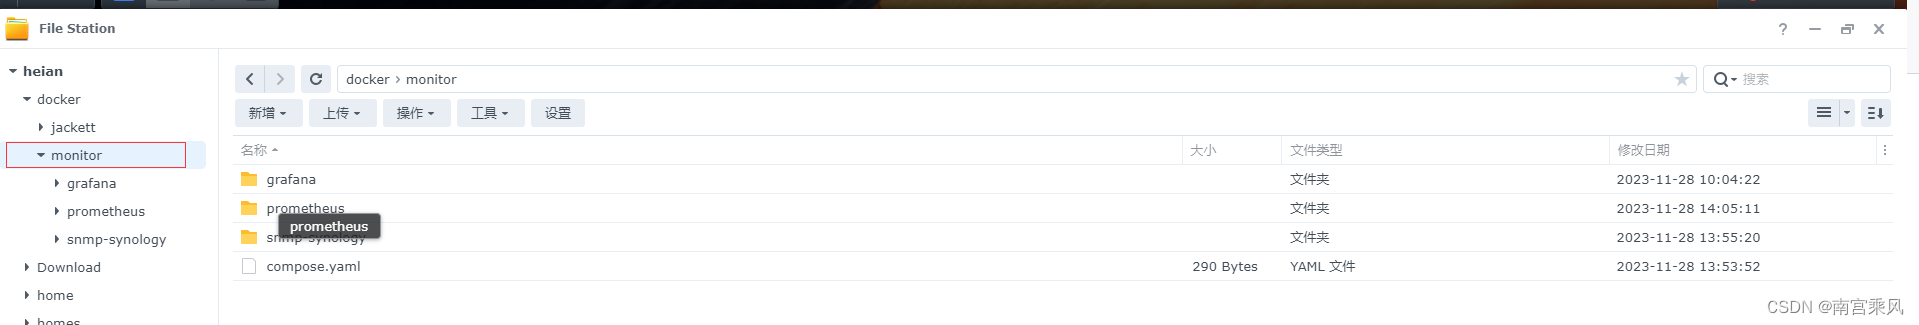 File Station
heian
docker
jackett
monitor
grafana
prometheus
snmp-synology
Download
home
homes
docker › monitor
搜索
新增 上传 操作 工具 设置
名称 大小 文件类型 修改日期
grafana 文件夹 2023-11-28 10:04:22
prometheus 文件夹 2023-11-28 14:05:11
prometheus
snmp-synology 文件夹 2023-11-28 13:55:20
compose.yaml 290 Bytes YAML 文件 2023-11-28 13:53:52
CSDN @南宫乘风